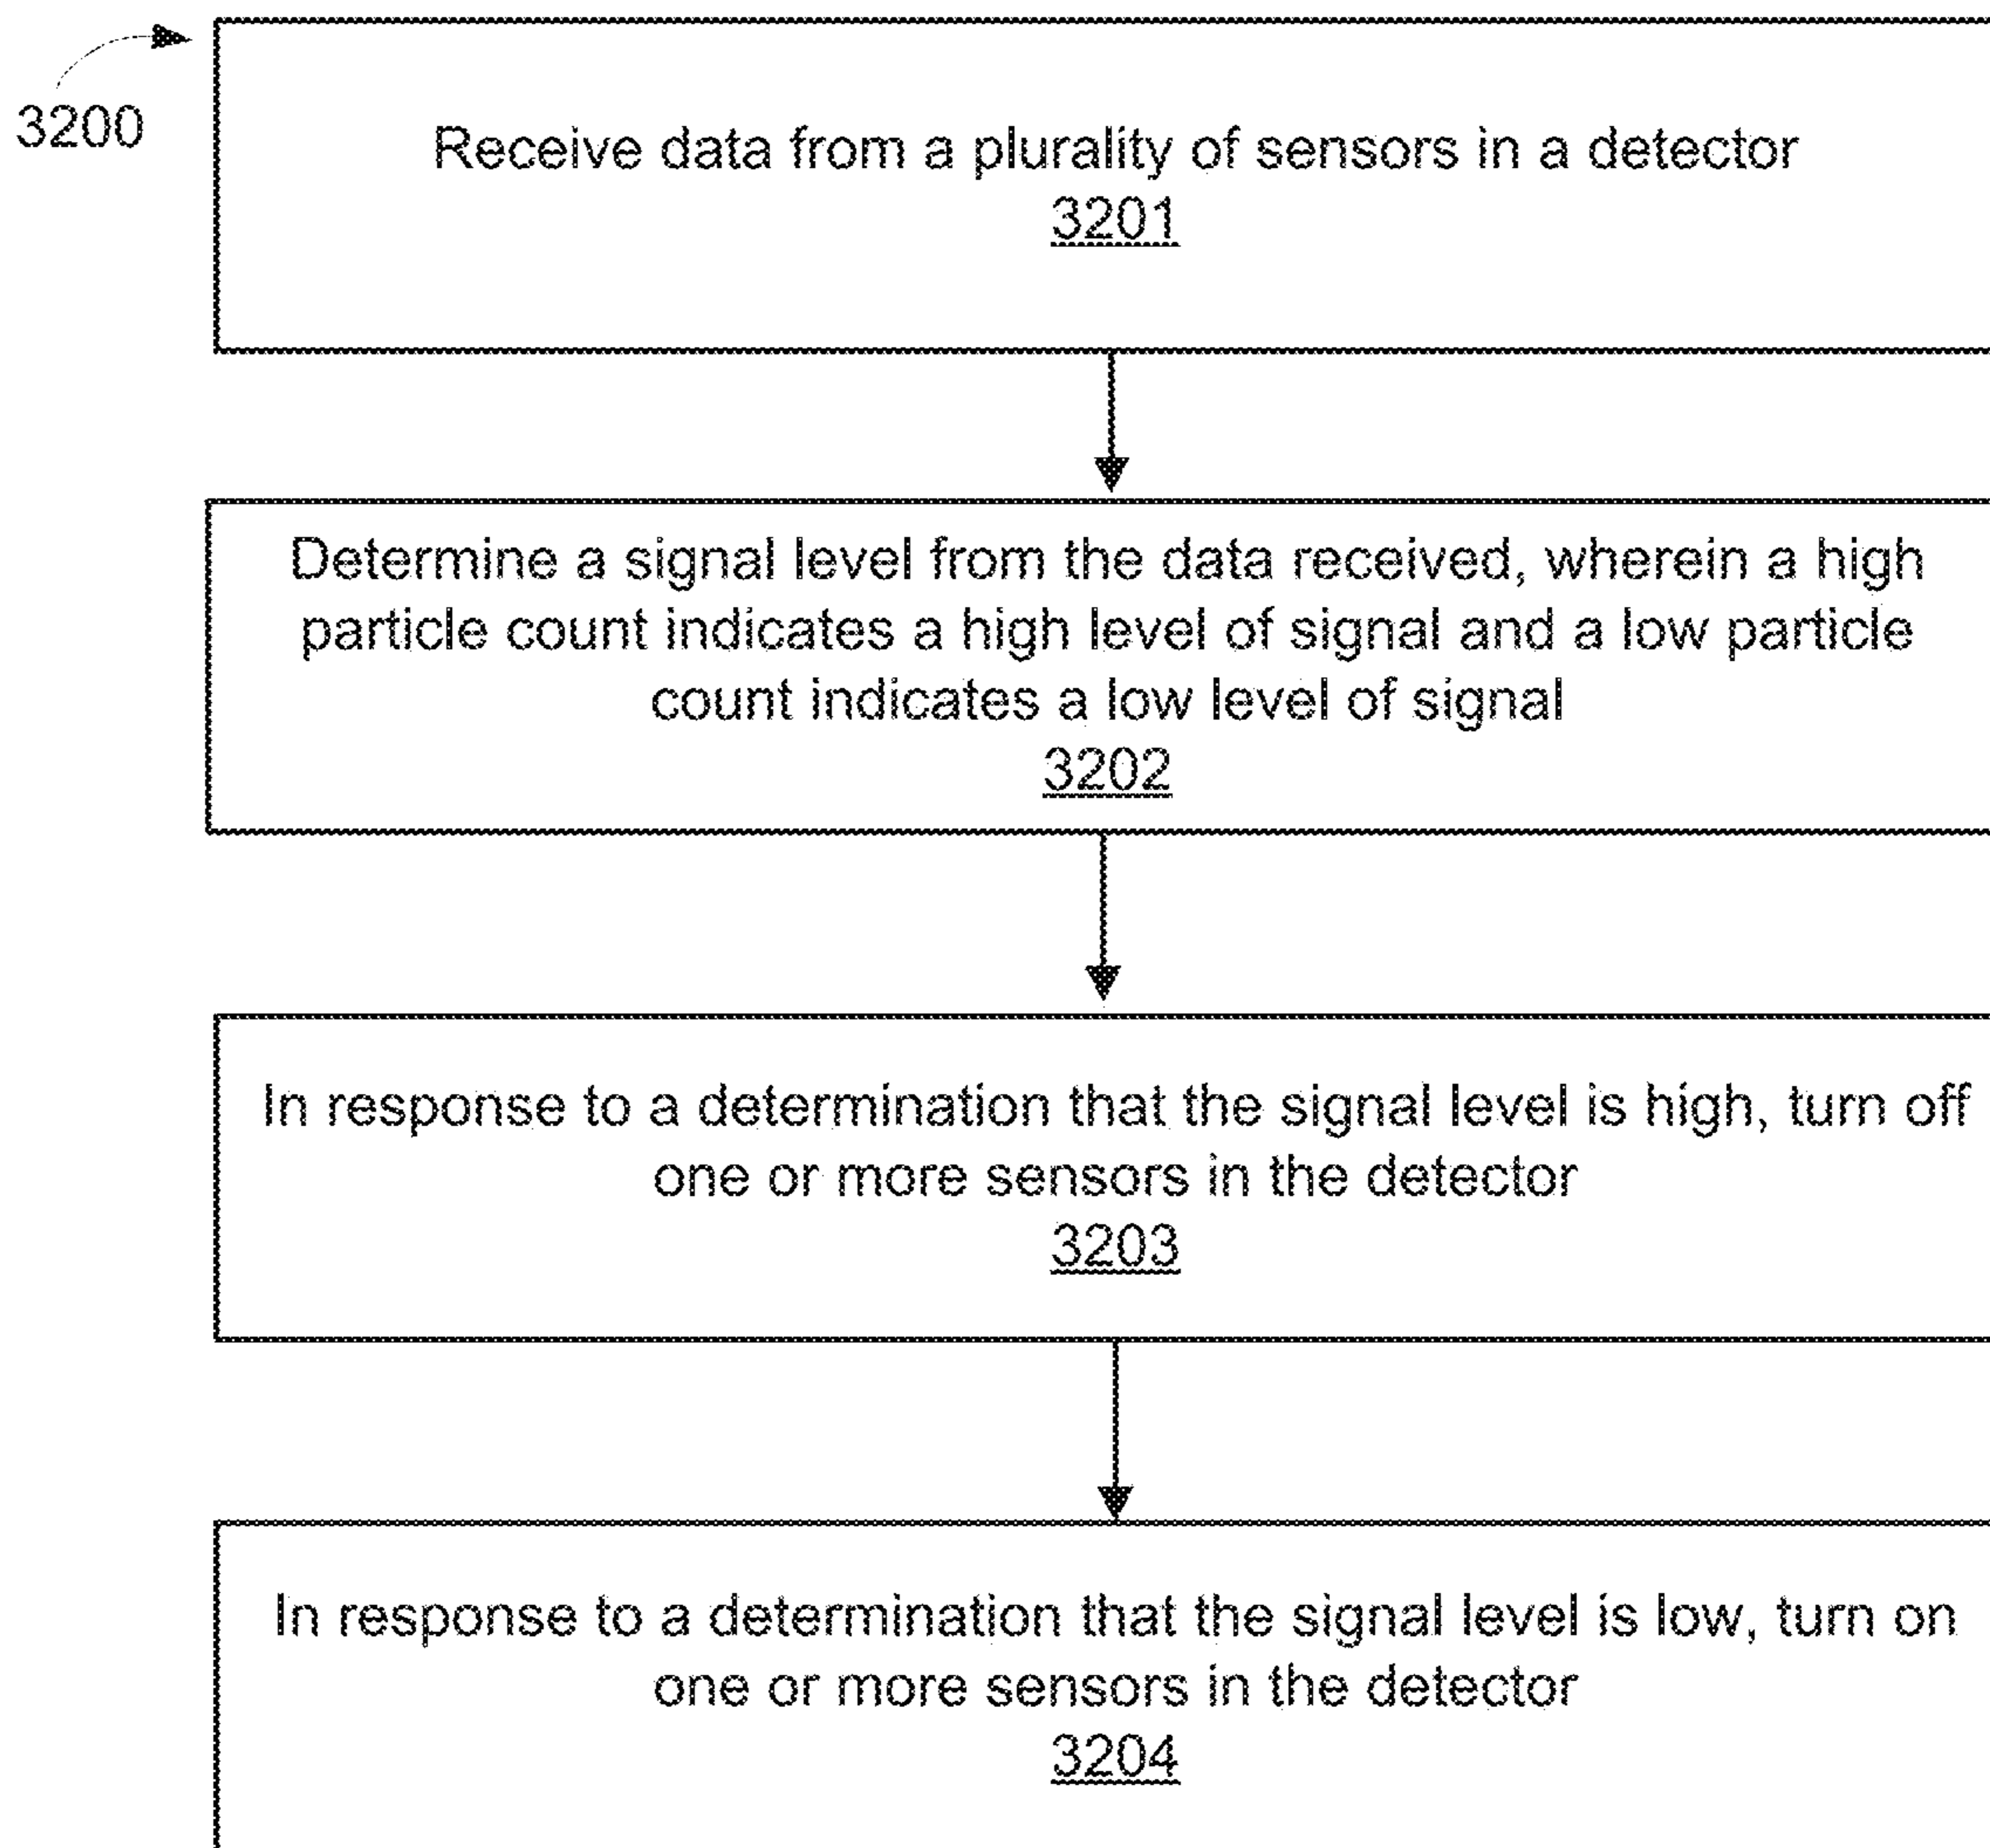 3200
Receive data from a plurality of sensors in a detector
3201
Determine a signal level from the data received, wherein a high
particle count indicates a high level of signal and a low particle
count indicates a low level of signal
3202
In response to a determination that the signal level is high, turn off
one or more sensors in the detector
3203
In response to a determination that the signal level is low, turn on
one or more sensors in the detector
3204